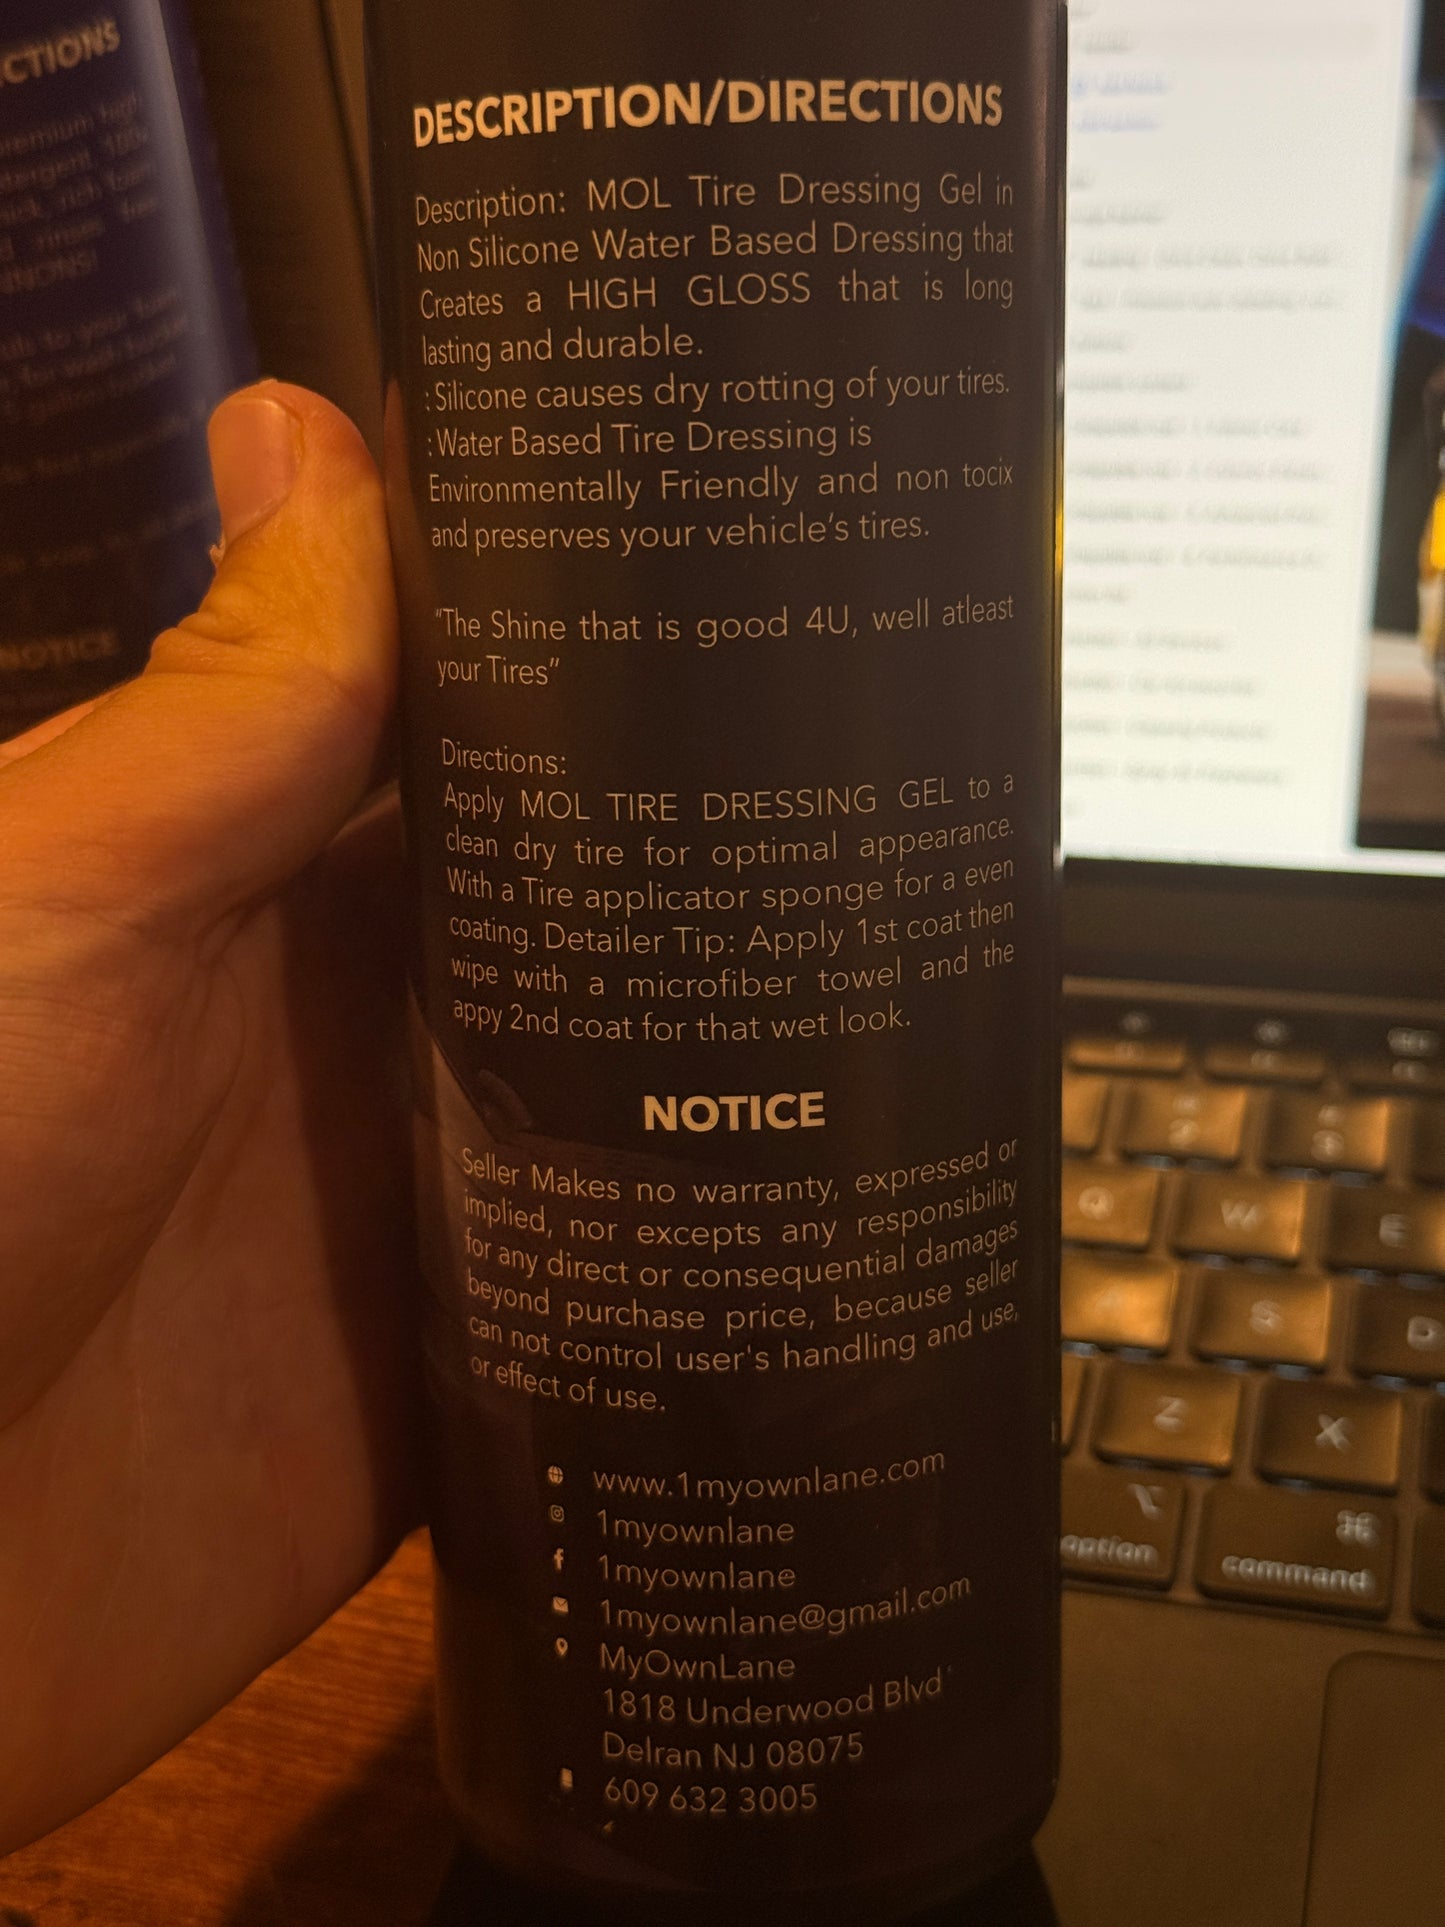 CTIONS
NOTICE
DESCRIPTION/DIRECTIONS
Description: MOL Tire Dressing Gel in
Non Silicone Water Based Dressing that
Creates a HIGH GLOSS that is long
lasting and durable.
:Silicone causes dry rotting of your tires.
:Water Based Tire Dressing is
Environmentally Friendly and non tocix
and preserves your vehicle's tires.
"The Shine that is good 4U, well atleast
your Tires"
Directions:
Apply MOL TIRE DRESSING GEL to a
clean dry tire for optimal appearance.
With a Tire applicator sponge for a even
coating. Detailer Tip: Apply 1st coat then
wipe with a microfiber towel and the
appy 2nd coat for that wet look.
NOTICE
Seller Makes no warranty, expressed or
implied, nor excepts any responsibility
for any direct or consequential damages
beyond purchase price, because seller
can not control user's handling and use,
or effect of use.
www.1myownlane.com
1myownlane
1myownlane
1myownlane@gmail.com
MyOwnLane
1818 Underwood Blvd
Delran NJ 08075
609 632 3005
Q W E
A S D
Z X
option command